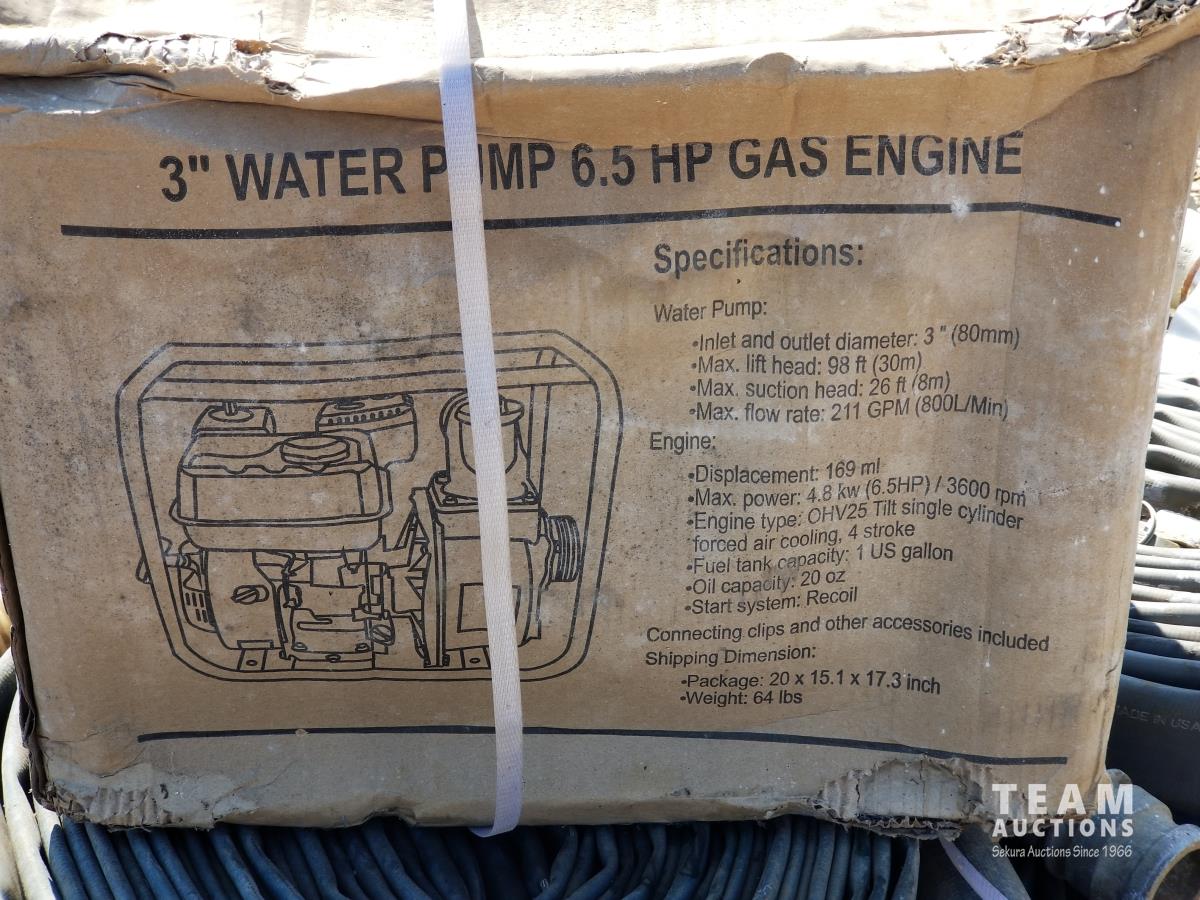 3" WATER PUMP 6.5 HP GAS ENGINE
Specifications:
Water Pump:
•Inlet and outlet diameter: 3 " (80mm)
•Max. lift head: 98 ft (30m)
•Max. suction head: 26 ft (8m)
•Max. flow rate: 211 GPM (800L/Min)
Engine:
•Displacement: 169 ml
•Max. power: 4.8 kw (6.5HP) / 3600 rpm
•Engine type: OHV25 Tilt single cylinder
forced air cooling, 4 stroke
•Fuel tank capacity: 1 US gallon
•Oil capacity: 20 oz
•Start system: Recoil
Connecting clips and other accessories included
Shipping Dimension:
•Package: 20 x 15.1 x 17.3 inch
•Weight: 64 lbs
MADE IN USA
TEAM
AUCTIONS
Sekura Auctions Since 1966